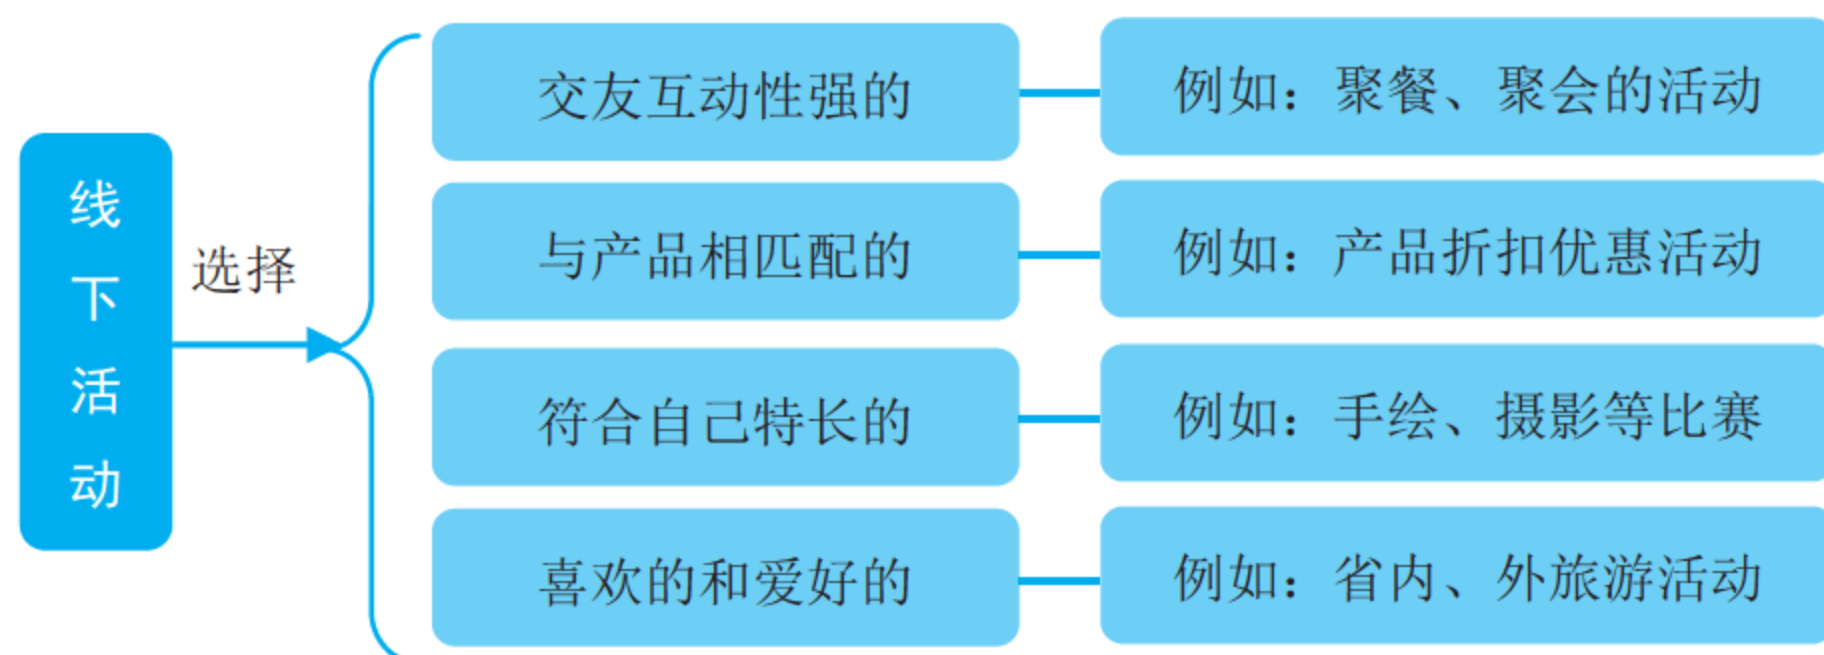 线下活动
选择
交友互动性强的
例如：聚餐、聚会的活动
与产品相匹配的
例如：产品折扣优惠活动
符合自己特长的
例如：手绘、摄影等比赛
喜欢的和爱好的
例如：省内、外旅游活动